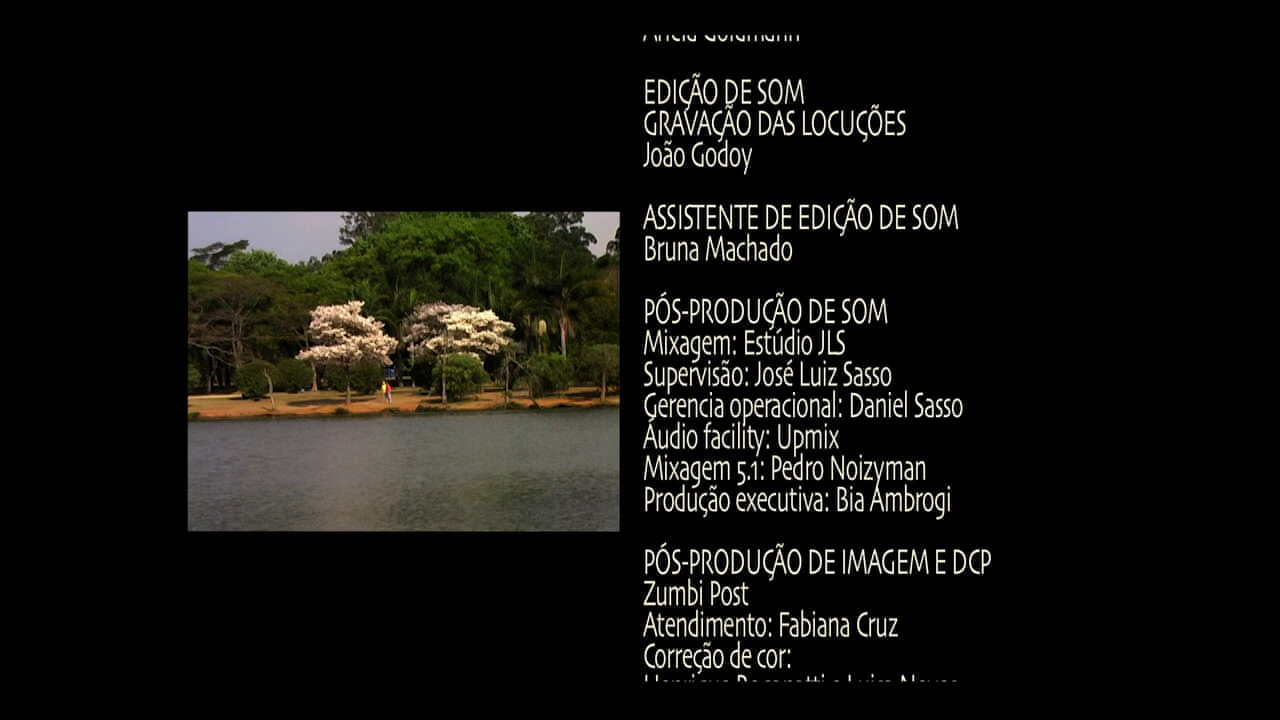 EDIÇÃO DE SOM
GRAVAÇÃO DAS LOCUÇÕES
João Godoy
ASSISTENTE DE EDIÇÃO DE SOM
Bruna Machado
PÓS-PRODUÇÃO DE SOM
Mixagem: Estúdio JLS
Supervisão: José Luiz Sasso
Gerencia operacional: Daniel Sasso
Áudio facility: Upmix
Mixagem 5.1: Pedro Noizyman
Produção executiva: Bia Ambrogi
PÓS-PRODUÇÃO DE IMAGEM E DCP
Zumbi Post
Atendimento: Fabiana Cruz
Correção de cor: